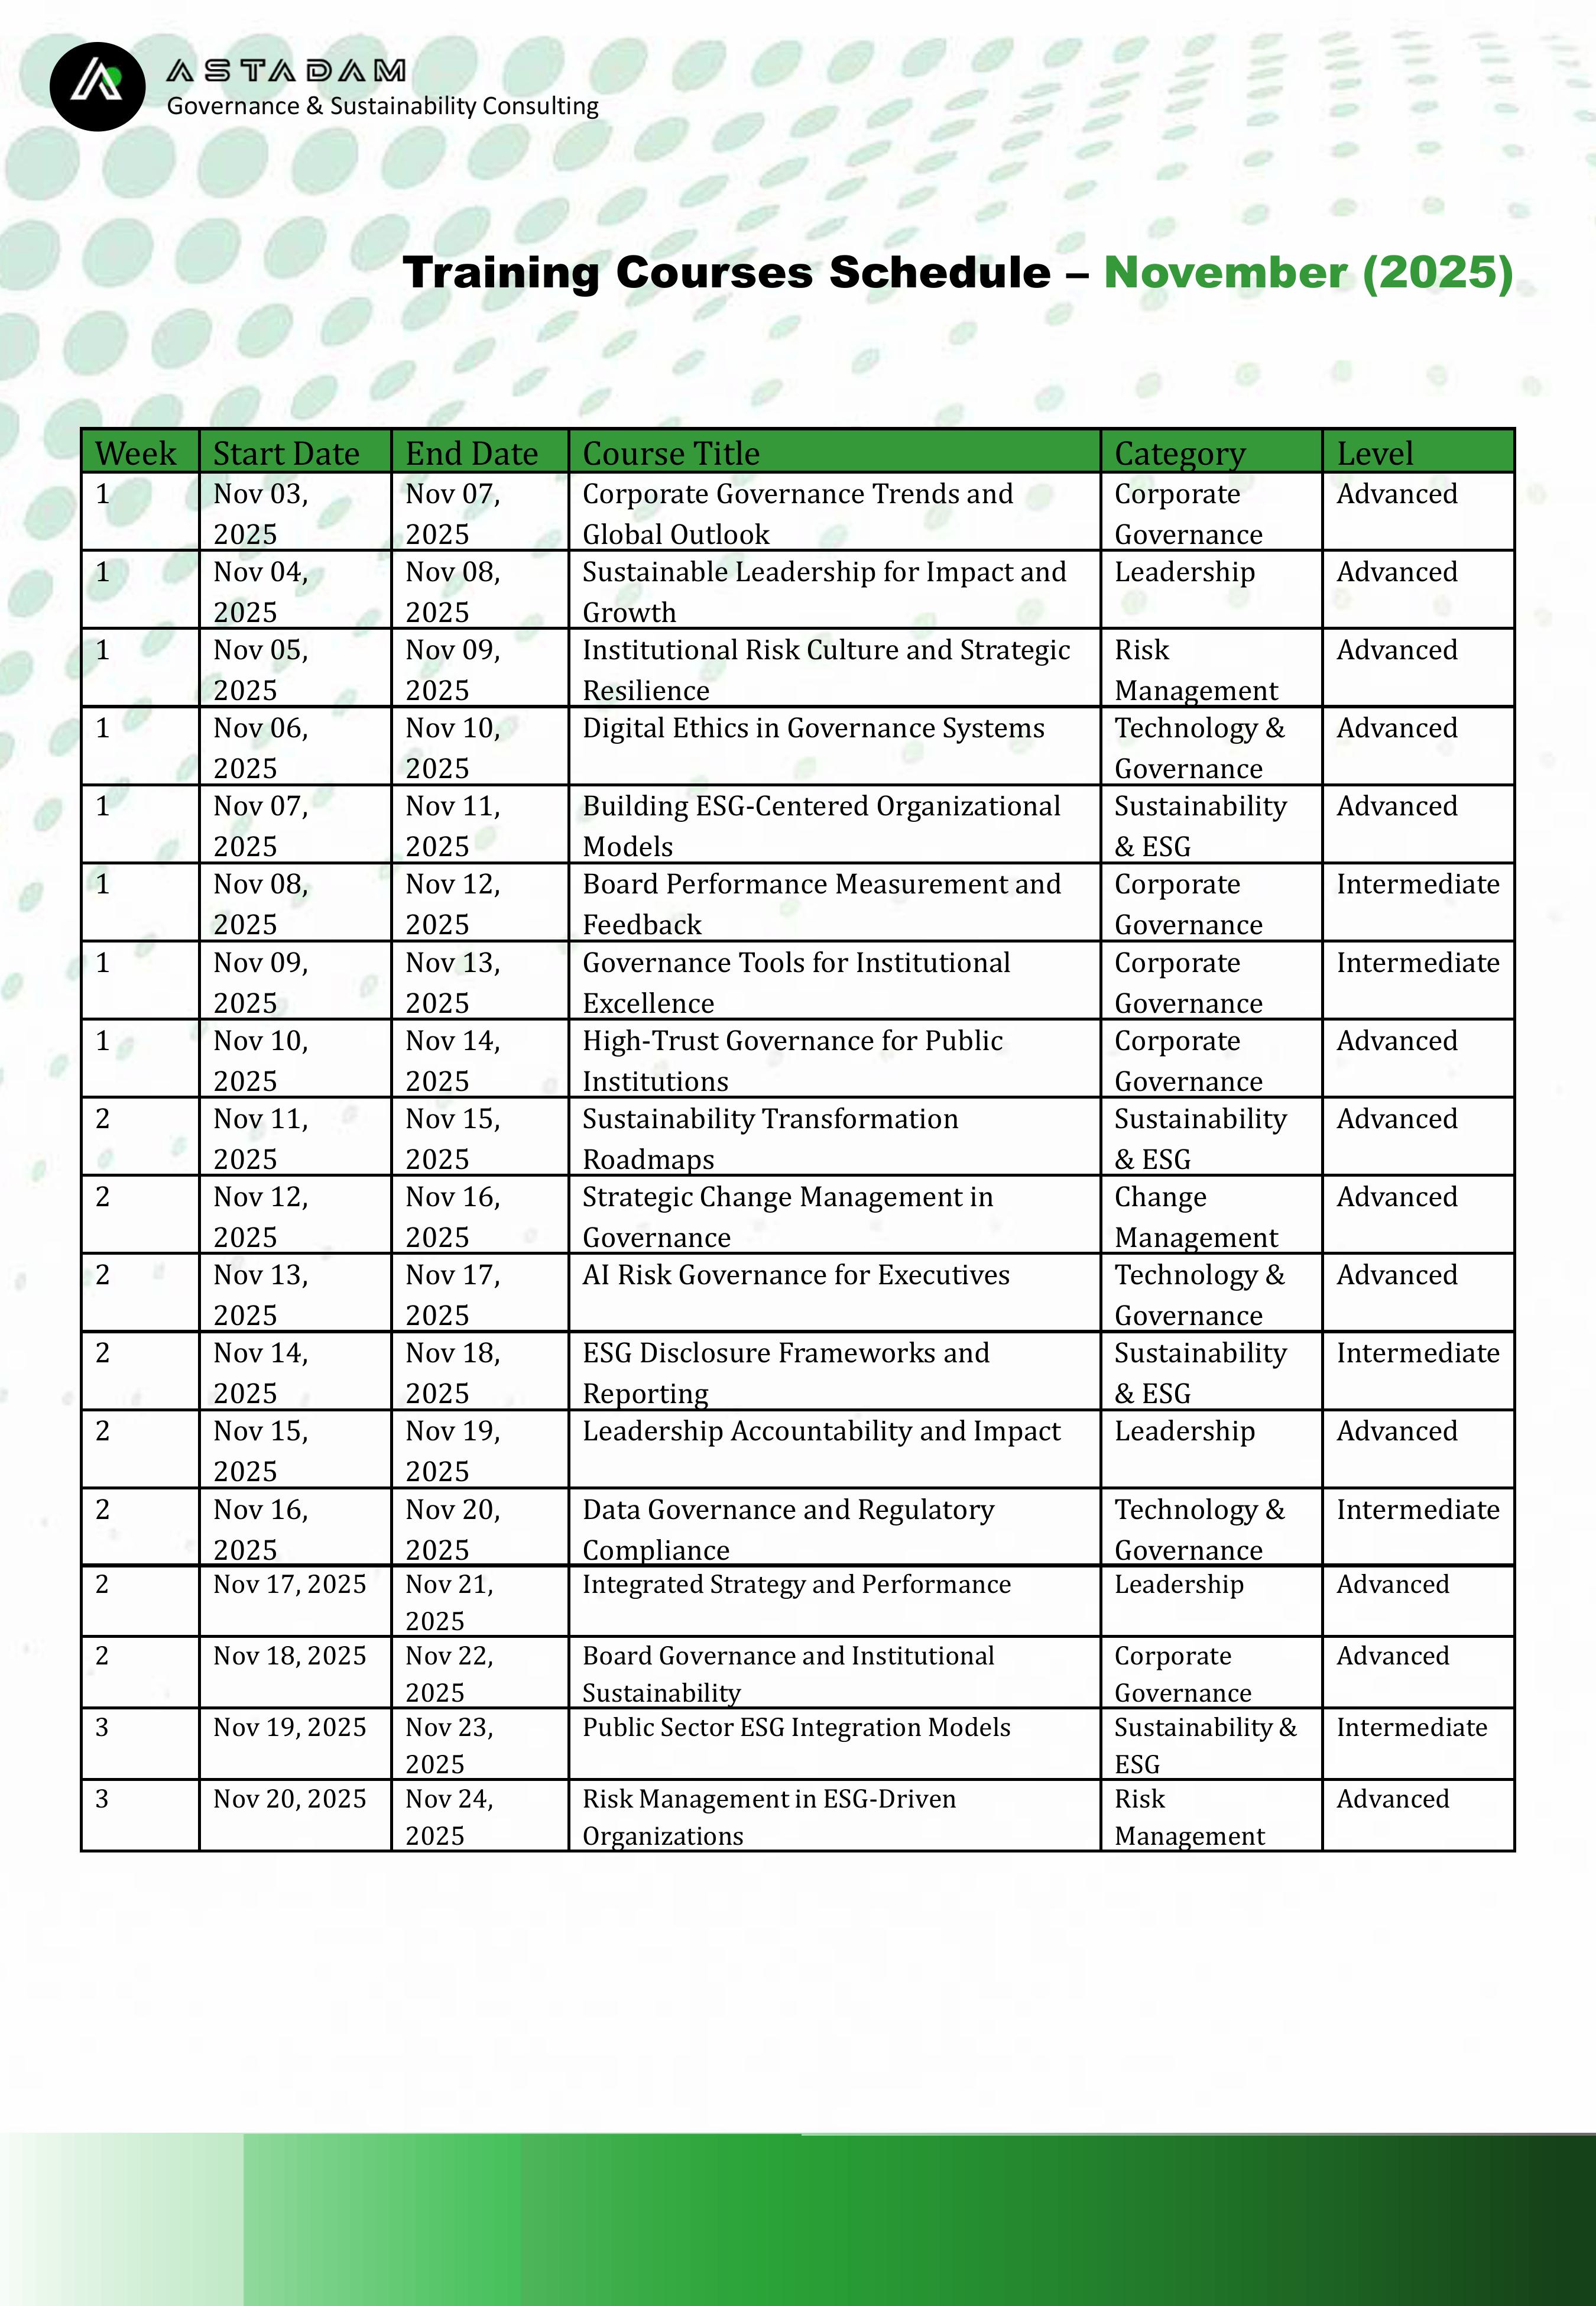 ASTADAM
Governance & Sustainability Consulting
Training Courses Schedule – November (2025)
Week Start Date End Date Course Title Category Level
1 Nov 03, Nov 07, Corporate Governance Trends and Corporate Advanced
2025 2025 Global Outlook Governance
1 Nov 04, Nov 08, Sustainable Leadership for Impact and Leadership Advanced
2025 2025 Growth
1 Nov 05, Nov 09, Institutional Risk Culture and Strategic Risk Advanced
2025 2025 Resilience Management
1 Nov 06, Nov 10, Digital Ethics in Governance Systems Technology & Advanced
2025 2025 Governance
1 Nov 07, Nov 11, Building ESG-Centered Organizational Sustainability Advanced
2025 2025 Models & ESG
1 Nov 08, Nov 12, Board Performance Measurement and Corporate Intermediate
2025 2025 Feedback Governance
1 Nov 09, Nov 13, Governance Tools for Institutional Corporate Intermediate
2025 2025 Excellence Governance
1 Nov 10, Nov 14, High-Trust Governance for Public Corporate Advanced
2025 2025 Institutions Governance
2 Nov 11, Nov 15, Sustainability Transformation Sustainability Advanced
2025 2025 Roadmaps & ESG
2 Nov 12, Nov 16, Strategic Change Management in Change Advanced
2025 2025 Governance Management
2 Nov 13, Nov 17, AI Risk Governance for Executives Technology & Advanced
2025 2025 Governance
2 Nov 14, Nov 18, ESG Disclosure Frameworks and Sustainability Intermediate
2025 2025 Reporting & ESG
2 Nov 15, Nov 19, Leadership Accountability and Impact Leadership Advanced
2025 2025
2 Nov 16, Nov 20, Data Governance and Regulatory Technology & Intermediate
2025 2025 Compliance Governance
2 Nov 17, 2025 Nov 21, Integrated Strategy and Performance Leadership Advanced
2025
2 Nov 18, 2025 Nov 22, Board Governance and Institutional Corporate Advanced
2025 Sustainability Governance
3 Nov 19, 2025 Nov 23, Public Sector ESG Integration Models Sustainability & Intermediate
2025 ESG
3 Nov 20, 2025 Nov 24, Risk Management in ESG-Driven Risk Advanced
2025 Organizations Management